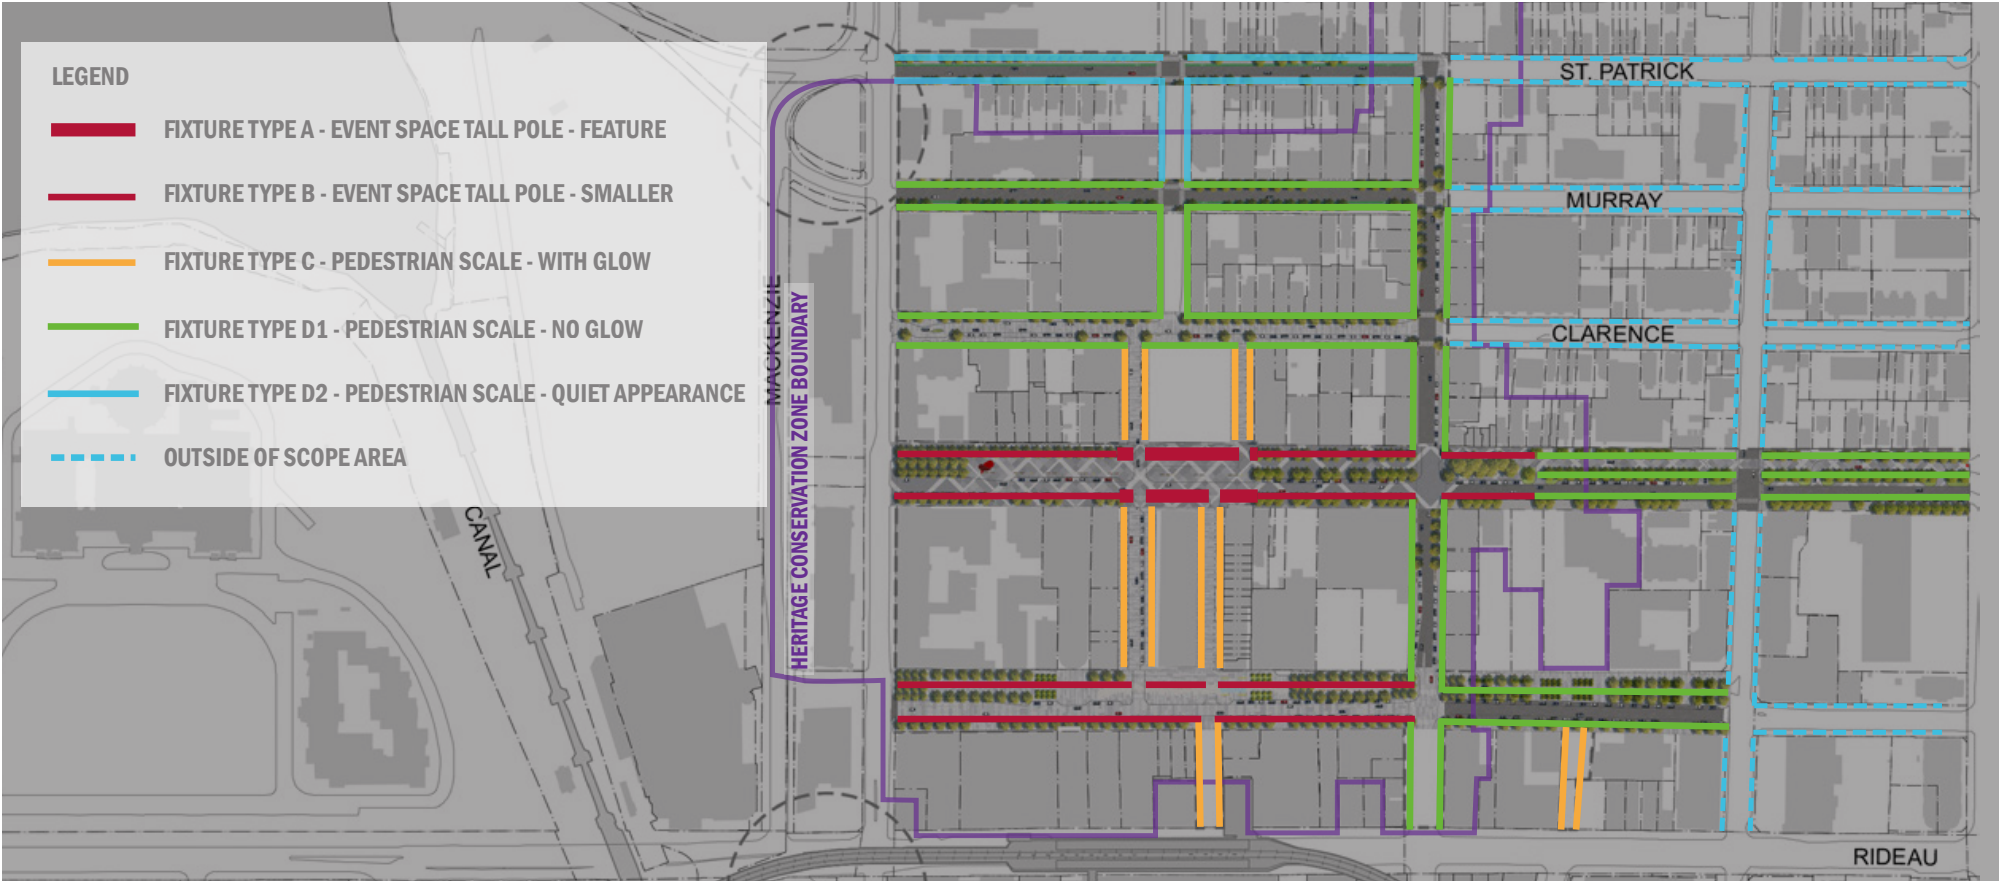 LEGEND
FIXTURE TYPE A - EVENT SPACE TALL POLE - FEATURE
FIXTURE TYPE B - EVENT SPACE TALL POLE - SMALLER
FIXTURE TYPE C - PEDESTRIAN SCALE - WITH GLOW
FIXTURE TYPE D1 - PEDESTRIAN SCALE - NO GLOW
FIXTURE TYPE D2 - PEDESTRIAN SCALE - QUIET APPEARANCE
OUTSIDE OF SCOPE AREA
CANAL
MACKENZIE
HERITAGE CONSERVATION ZONE BOUNDARY
ST. PATRICK
MURRAY
CLARENCE
RIDEAU